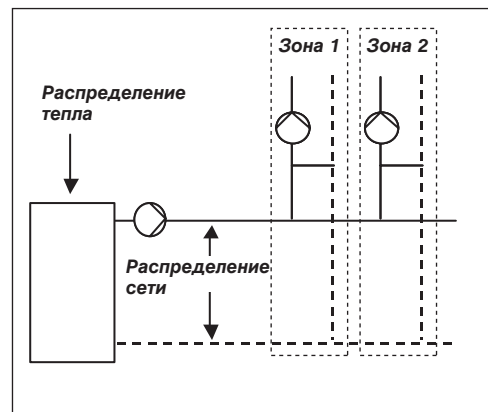 Зона 1
Зона 2
Распределение
тепла
Распределение
сети